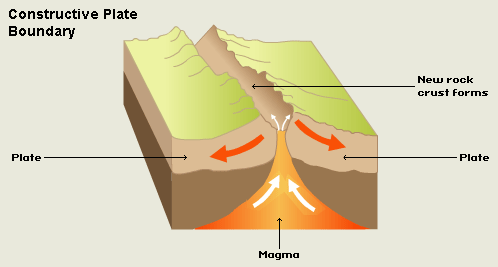 Constructive Plate
Boundary
New rock
crust forms
Plate
Plate
Magma